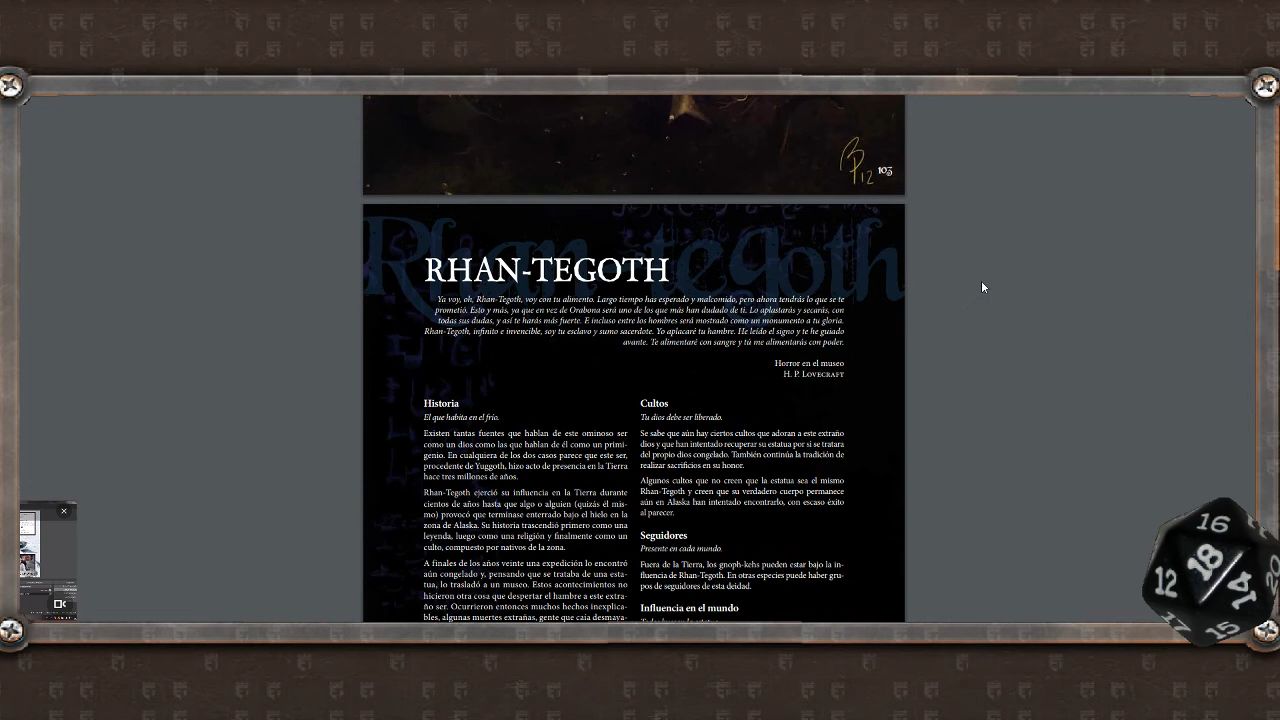 103
Rhan-tegoth
RHAN-TEGOTH
Ya voy, oh, Rhan-Tegoth, voy con tu alimento. Largo tiempo has esperado y malcomido, pero ahora tendrás lo que se te
prometió. Esto y más, ya que en vez de Orabona será uno de los que más han dudado de ti. Lo aplastarás y secarás, con
todas sus dudas, y así te harás más fuerte. E incluso entre los hombres será mostrado como un monumento a tu gloria.
Rhan-Tegoth, infinito e invencible, soy tu esclavo y sumo sacerdote. Yo aplacaré tu hambre. He leído el signo y te he guiado
avante. Te alimentaré con sangre y tú me alimentarás con poder.
Horror en el museo
H. P. Lovecraft
Historia
El que habita en el frío.
Existen tantas fuentes que hablan de este ominoso ser
como un dios como las que hablan de él como un primi-
genio. En cualquiera de los dos casos parece que este ser,
procedente de Yuggoth, hizo acto de presencia en la Tierra
hace tres millones de años.
Rhan-Tegoth ejerció su influencia en la Tierra durante
cientos de años hasta que algo o alguien (quizás él mis-
mo) provocó que terminase enterrado bajo el hielo en la
zona de Alaska. Su historia trascendió primero como una
leyenda, luego como una religión y finalmente como un
culto, compuesto por nativos de la zona.
A finales de los años veinte una expedición lo encontró
aún congelado y, pensando que se trataba de una esta-
tua, lo trasladó a un museo. Estos acontecimientos no
hicieron otra cosa que despertar el hambre a este extra-
ño ser. Ocurrieron entonces muchos hechos inexplica-
bles, algunas muertes extrañas, gente que caía desmaya-
Cultos
Tu dios debe ser liberado.
Se sabe que aún hay ciertos cultos que adoran a este extraño
dios y que han intentado recuperar su estatua por si se tratara
del propio dios congelado. También continúa la tradición de
realizar sacrificios en su honor.
Algunos cultos que no creen que la estatua sea el mismo
Rhan-Tegoth y creen que su verdadero cuerpo permanece
aún en Alaska han intentado encontrarlo, con escaso éxito
al parecer.
Seguidores
Presente en cada mundo.
Fuera de la Tierra, los gnoph-kehs pueden estar bajo la in-
fluencia de Rhan-Tegoth. En otras especies puede haber gru-
pos de seguidores de esta deidad.
Influencia en el mundo
16
18
12
14
20
17
15